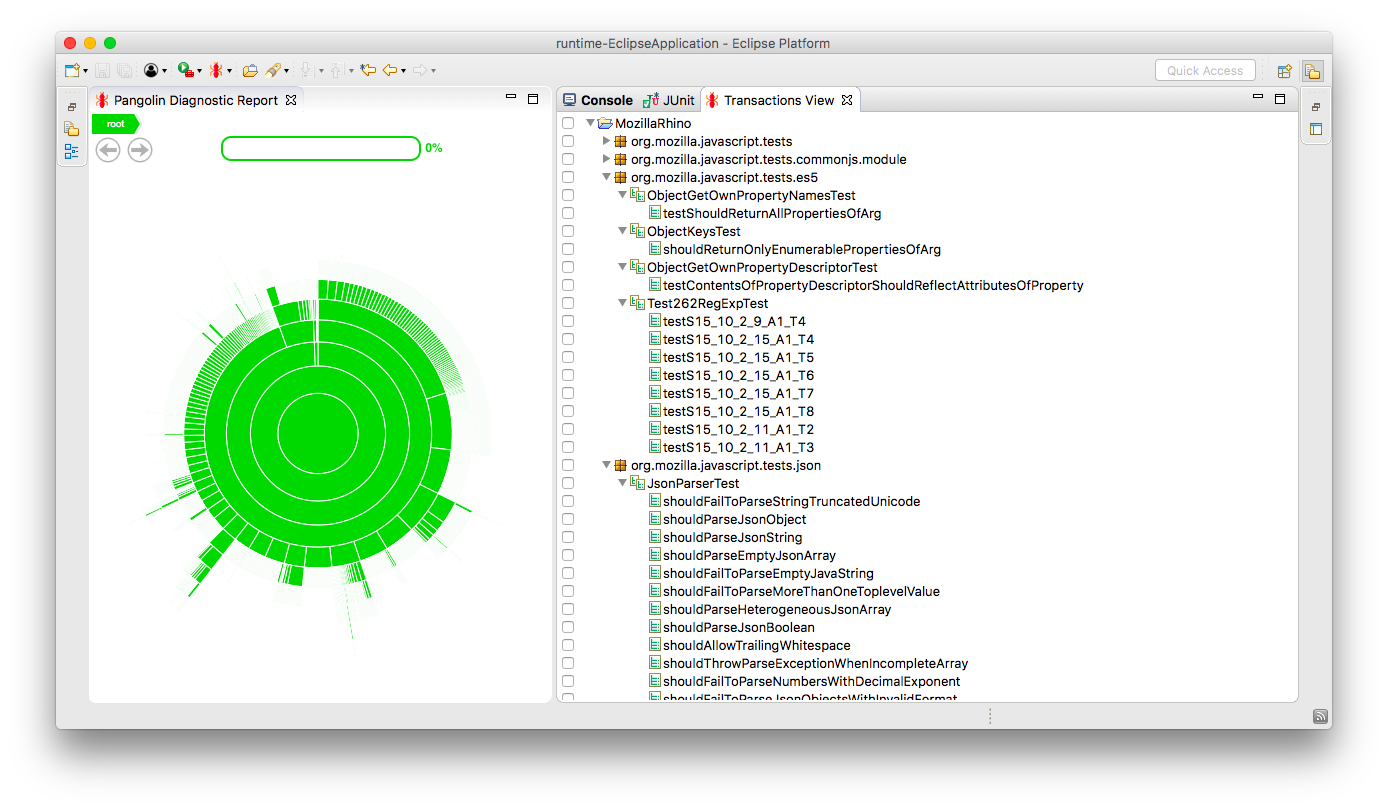 runtime-EclipseApplication - Eclipse Platform
Quick Access
Pangolin Diagnostic Report
root
0%
Console
JUnit
Transactions View
MozillaRhino
org.mozilla.javascript.tests
org.mozilla.javascript.tests.commonjs.module
org.mozilla.javascript.tests.es5
ObjectGetOwnPropertyNamesTest
testShouldReturnAllPropertiesOfArg
ObjectKeysTest
shouldReturnOnlyEnumerablePropertiesOfArg
ObjectGetOwnPropertyDescriptorTest
testContentsOfPropertyDescriptorShouldReflectAttributesOfProperty
Test262RegExpTest
testS15_10_2_9_A1_T4
testS15_10_2_15_A1_T4
testS15_10_2_15_A1_T5
testS15_10_2_15_A1_T6
testS15_10_2_15_A1_T7
testS15_10_2_15_A1_T8
testS15_10_2_11_A1_T2
testS15_10_2_11_A1_T3
org.mozilla.javascript.tests.json
JsonParserTest
shouldFailToParseStringTruncatedUnicode
shouldParseJsonObject
shouldParseJsonString
shouldParseEmptyJsonArray
shouldFailToParseEmptyJavaString
shouldFailToParseMoreThanOneToplevelValue
shouldParseHeterogeneousJsonArray
shouldParseJsonBoolean
shouldAllowTrailingWhitespace
shouldThrowParseExceptionWhenIncompleteArray
shouldFailToParseNumbersWithDecimalExponent
shouldFailToParseJsonObjectsWithInvalidFormat